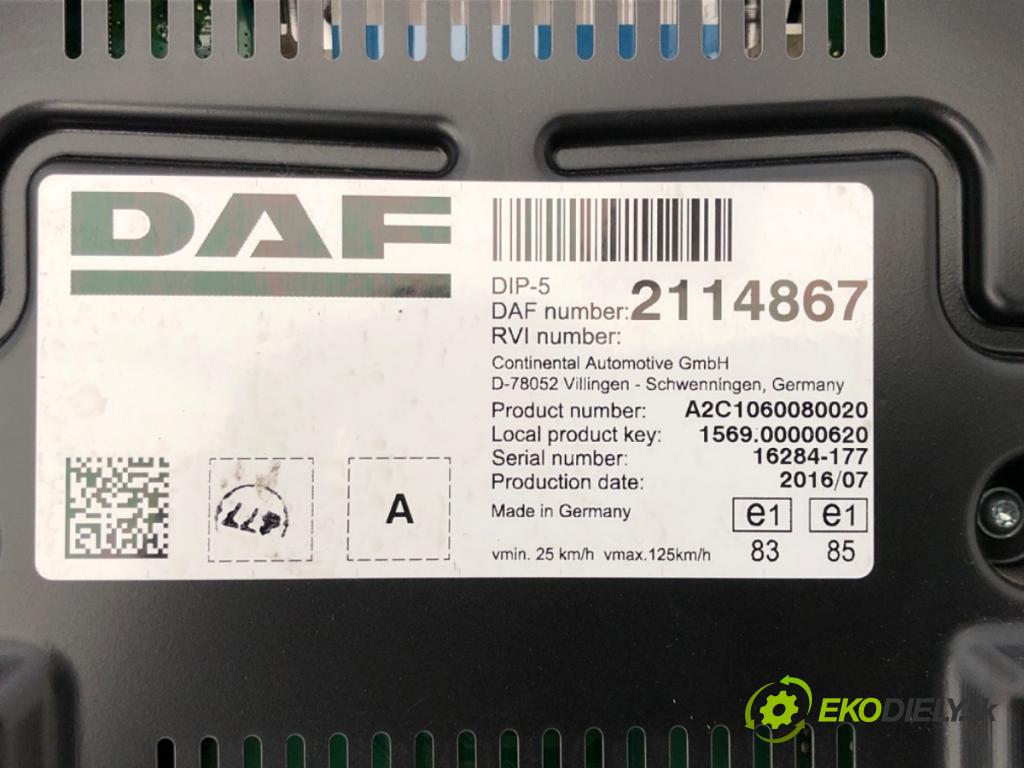 DAF
DIP-5
DAF number: 2114867
RVI number:
Continental Automotive GmbH
D-78052 Villingen - Schwenningen, Germany
Product number: A2C1060080020
Local product key: 1569.00000620
Serial number: 16284-177
Production date: 2016/07
Made in Germany e1 e1
vmin. 25 km/h vmax.125km/h 83 85
A
EKODIELY.sk